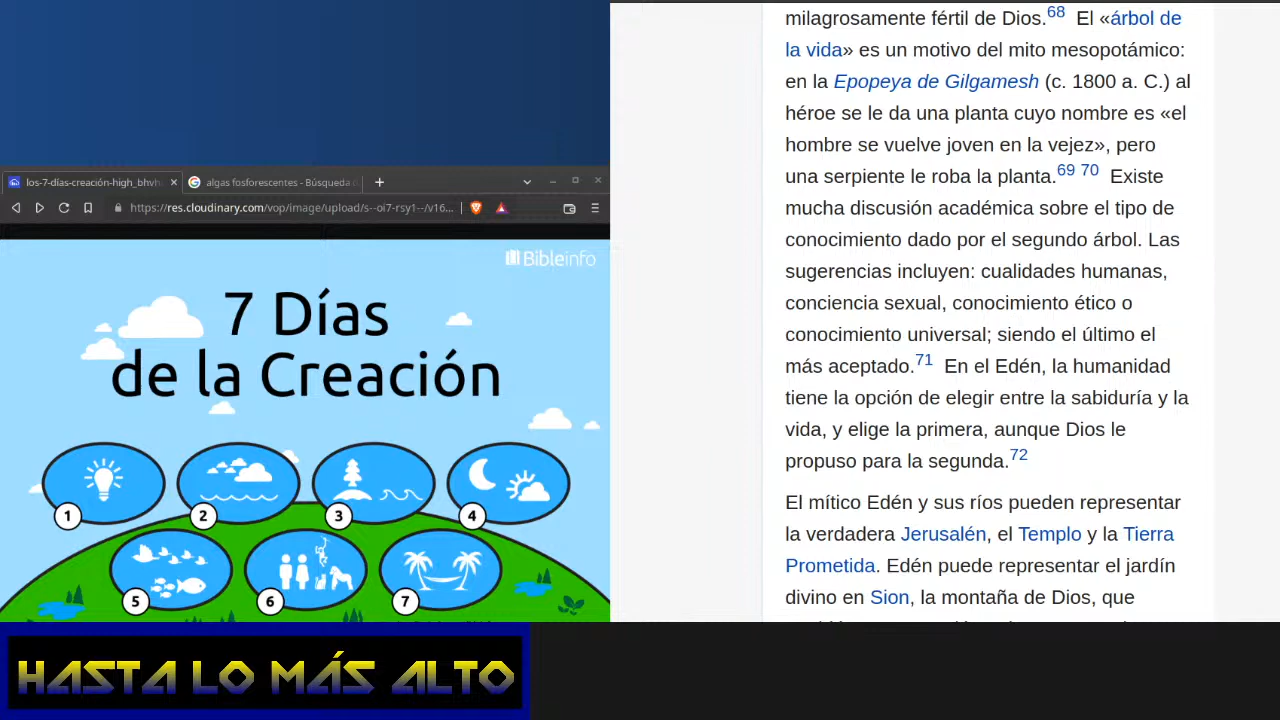 los-7-días-creación-high_bhvh
algas fosforescentes - Búsqueda
https://res.cloudinary.com/vop/image/upload/s--oi7-rsy1--/v16...
Bibleinfo
7 Días
de la Creación
1
2
3
4
5
6
7
HASTA LO MÁS ALTO
milagrosamente fértil de Dios.68 El «árbol de
la vida» es un motivo del mito mesopotámico:
en la Epopeya de Gilgamesh (c. 1800 a. C.) al
héroe se le da una planta cuyo nombre es «el
hombre se vuelve joven en la vejez», pero
una serpiente le roba la planta.69 70 Existe
mucha discusión académica sobre el tipo de
conocimiento dado por el segundo árbol. Las
sugerencias incluyen: cualidades humanas,
conciencia sexual, conocimiento ético o
conocimiento universal; siendo el último el
más aceptado.71 En el Edén, la humanidad
tiene la opción de elegir entre la sabiduría y la
vida, y elige la primera, aunque Dios le
propuso para la segunda.72
El mítico Edén y sus ríos pueden representar
la verdadera Jerusalén, el Templo y la Tierra
Prometida. Edén puede representar el jardín
divino en Sion, la montaña de Dios, que